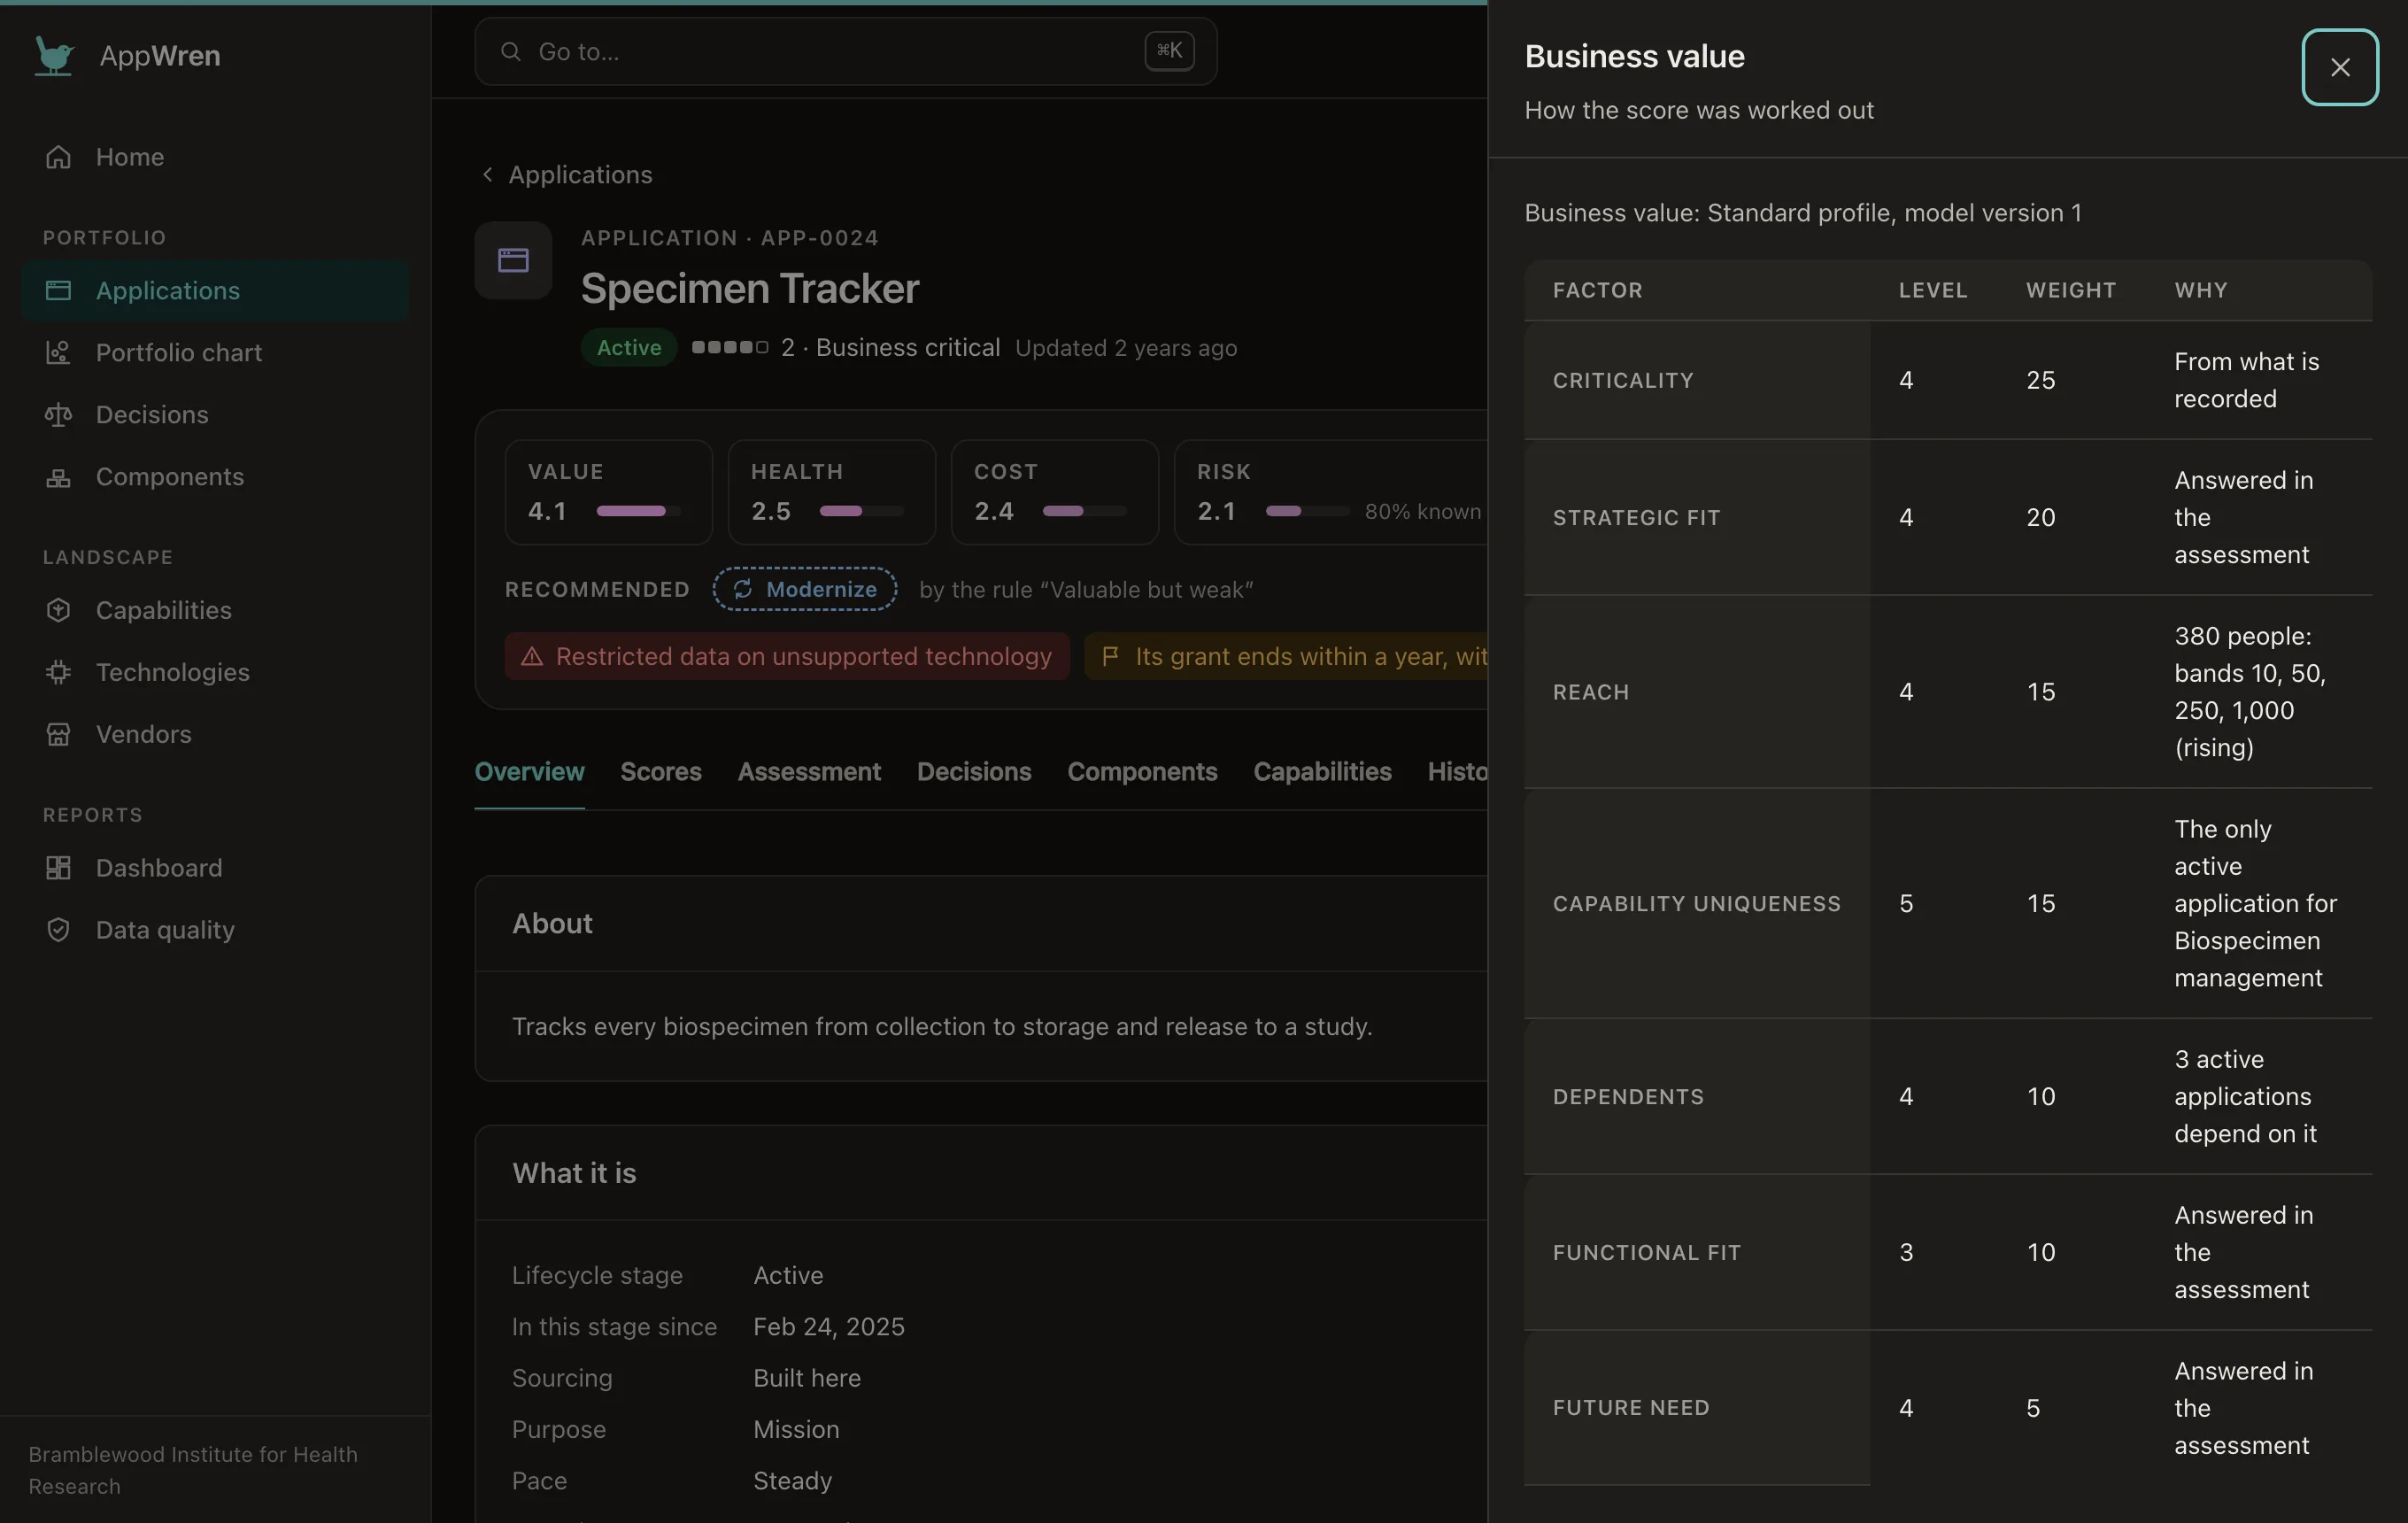 AppWren
Home
PORTFOLIO
Applications
Portfolio chart
Decisions
Components
LANDSCAPE
Capabilities
Technologies
Vendors
REPORTS
Dashboard
Data quality
Bramblewood Institute for Health
Research
Go to...
⌘K
Applications
APPLICATION · APP-0024
Specimen Tracker
Active 2 · Business critical Updated 2 years ago
VALUE HEALTH COST RISK
4.1 2.5 2.4 2.1 80% known
RECOMMENDED Modernize by the rule “Valuable but weak”
Restricted data on unsupported technology Its grant ends within a year,
Overview Scores Assessment Decisions Components Capabilities
About
Tracks every biospecimen from collection to storage and release to a study.
What it is
Lifecycle stage Active
In this stage since Feb 24, 2025
Sourcing Built here
Purpose Mission
Pace Steady
Business value
How the score was worked out
Business value: Standard profile, model version 1
FACTOR LEVEL WEIGHT WHY
CRITICALITY 4 25 From what is
recorded
STRATEGIC FIT 4 20 Answered in
the
assessment
REACH 4 15 380 people:
bands 10, 50,
250, 1,000
(rising)
CAPABILITY UNIQUENESS 5 15 The only
active
application for
Biospecimen
management
DEPENDENTS 4 10 3 active
applications
depend on it
FUNCTIONAL FIT 3 10 Answered in
the
assessment
FUTURE NEED 4 5 Answered in
the
assessment